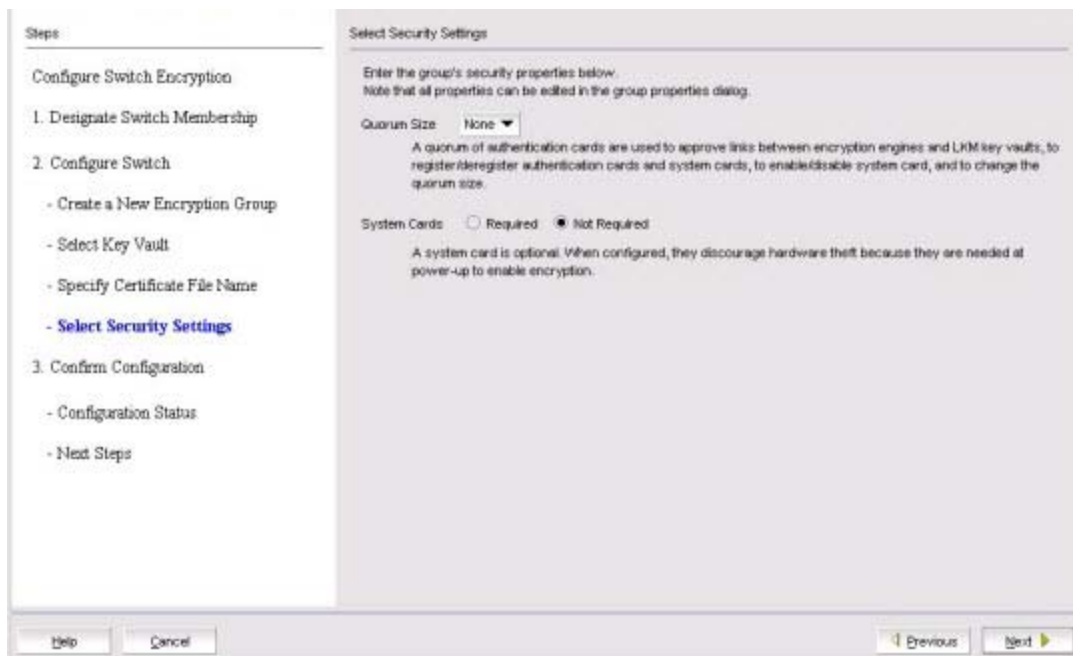 Steps
Configure Switch Encryption
1. Designate Switch Membership
2. Configure Switch
- Create a New Encryption Group
- Select Key Vault
- Specify Certificate File Name
- Select Security Settings
3. Confirm Configuration
- Configuration Status
- Next Steps
Select Security Settings
Enter the group's security properties below.
Note that all properties can be edited in the group properties dialog.
Quorum Size None
A quorum of authentication cards are used to approve links between encryption engines and LKM key vaults, to
register/deregister authentication cards and system cards, to enable/disable system card, and to change the
quorum size.
System Cards Required Not Required
A system card is optional. When configured, they discourage hardware theft because they are needed at
power-up to enable encryption.
Help Cancel Previous Next